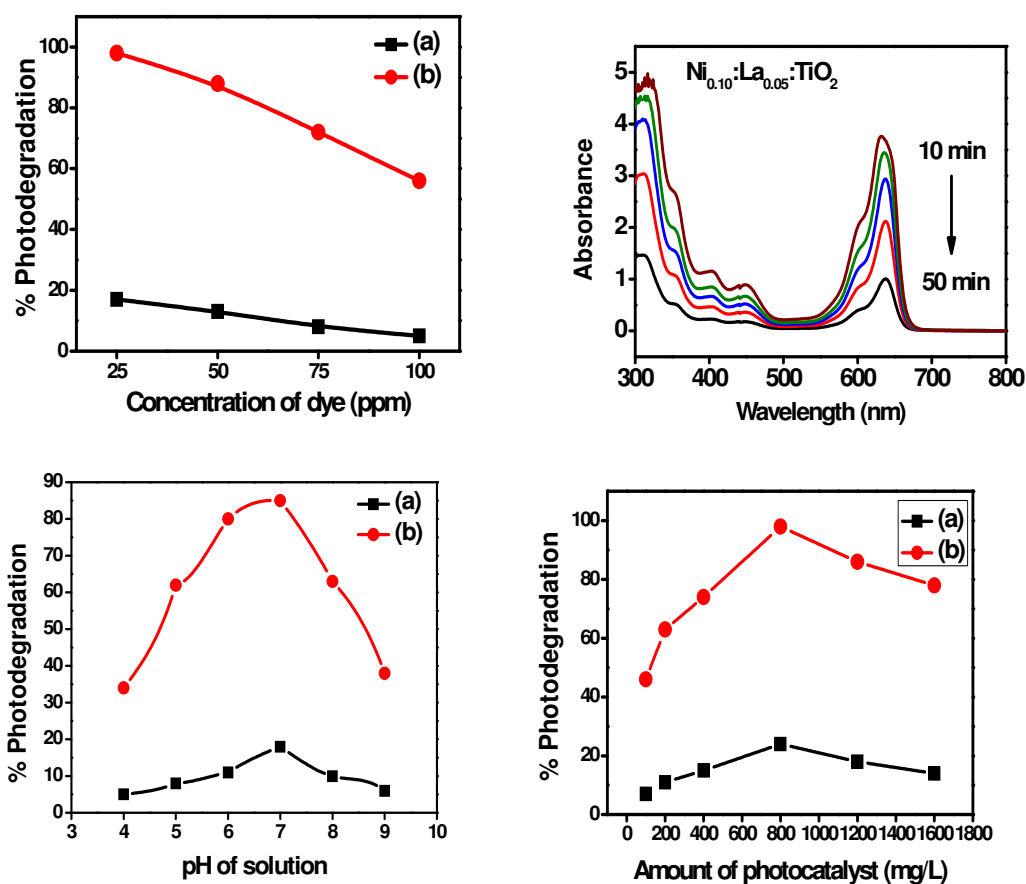 % Photodegradation
100
80
60
40
20
0
25 50 75 100
Concentration of dye (ppm)
(a)
(b)
Absorbance
5
4
3
2
1
0
300 400 500 600 700 800
Wavelength (nm)
Ni0.10:La0.05:TiO2
10 min
50 min
% Photodegradation
90
80
70
60
50
40
30
20
10
0
3 4 5 6 7 8 9 10
pH of solution
(a)
(b)
% Photodegradation
100
80
60
40
20
0
0 200 400 600 800 1000 1200 1400 1600 1800
Amount of photocatalyst (mg/L)
(a)
(b)